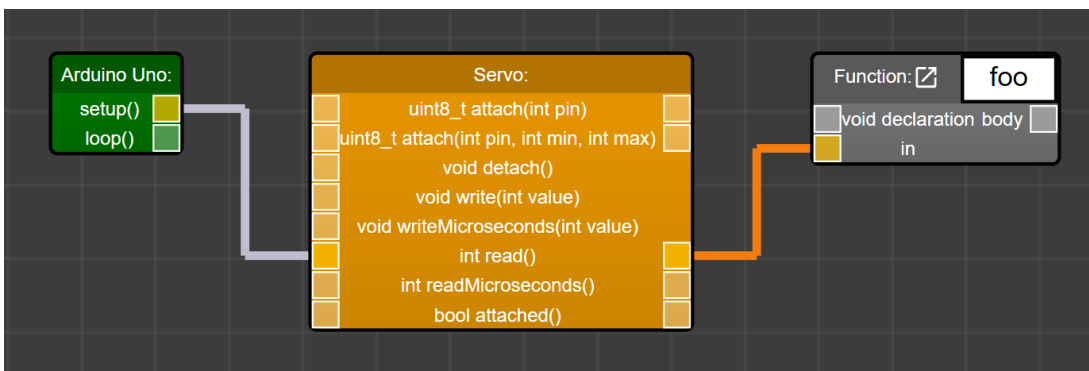 Arduino Uno:
setup()
loop()
Servo:
uint8_t attach(int pin)
uint8_t attach(int pin, int min, int max)
void detach()
void write(int value)
void writeMicroseconds(int value)
int read()
int readMicroseconds()
bool attached()
Function: foo
void declaration body
in